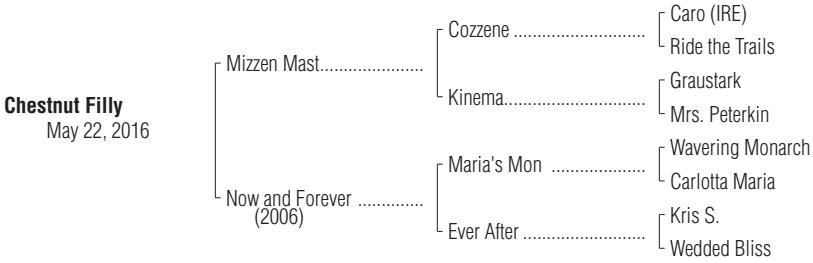 Caro (IRE)
Cozzene ..............................
Ride the Trails
Mizzen Mast.......................
Graustark
Kinema................................
Mrs. Peterkin
Chestnut Filly
May 22, 2016
Wavering Monarch
Maria's Mon .....................
Carlotta Maria
Now and Forever ..............
(2006)
Kris S.
Ever After ...........................
Wedded Bliss